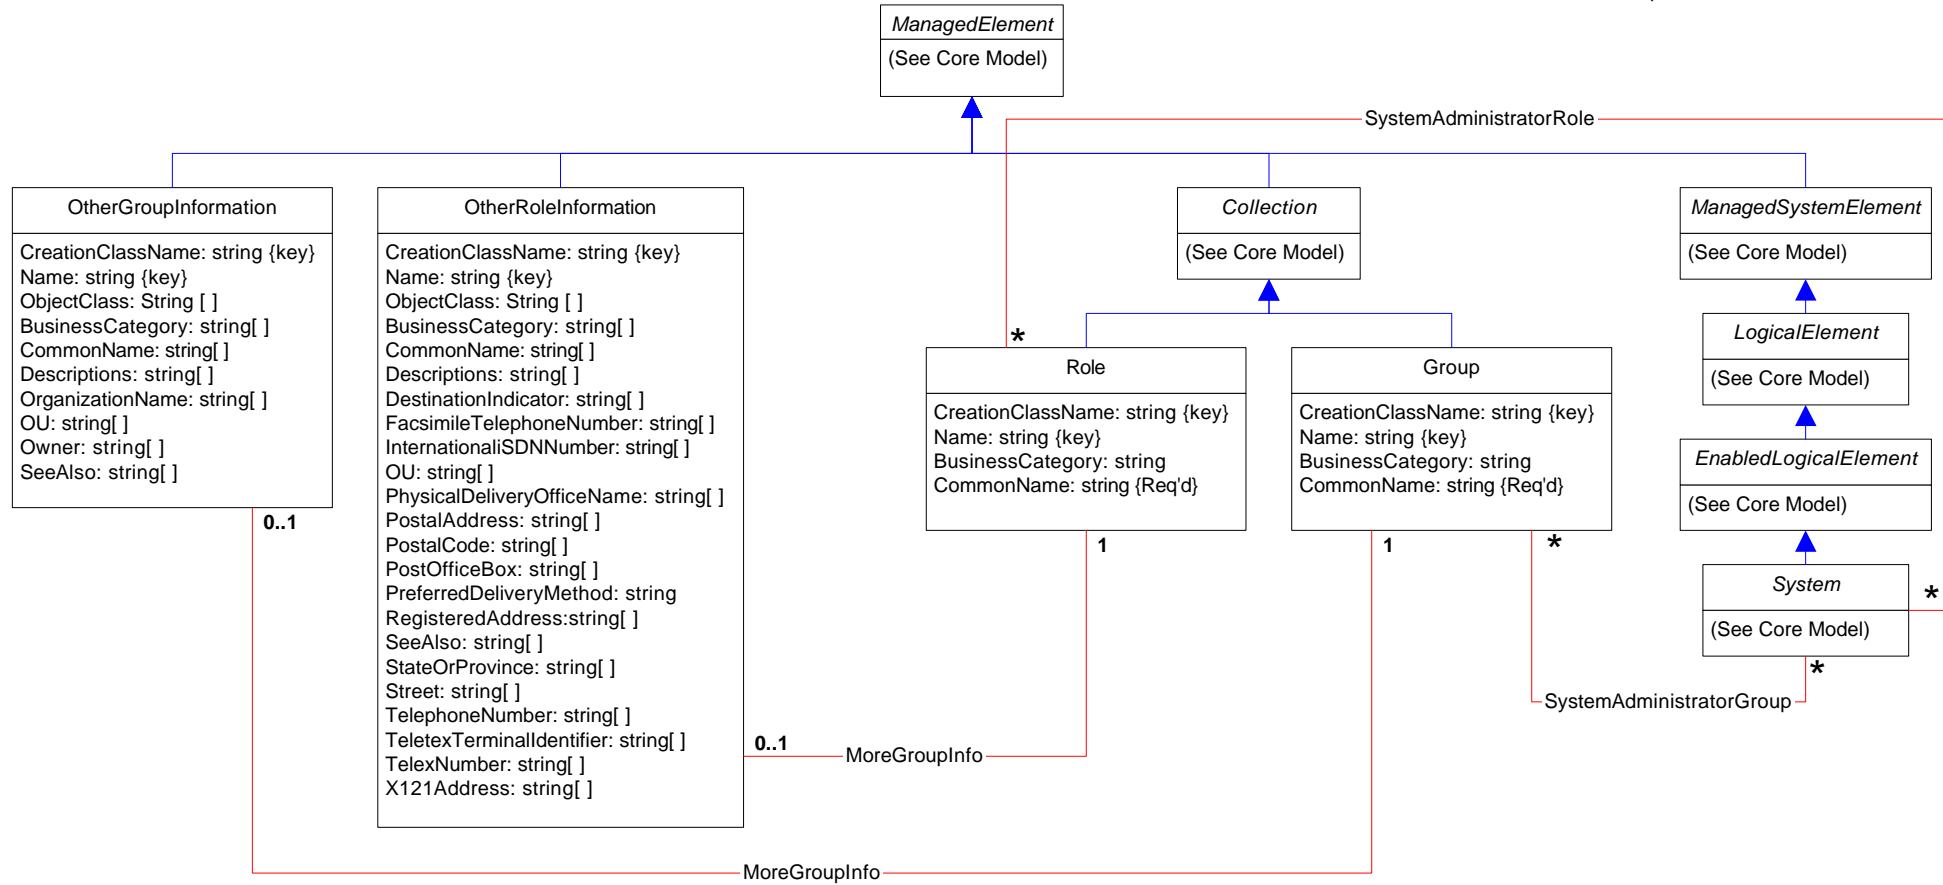 ManagedElement
(See Core Model)
SystemAdministratorRole
OtherGroupInformation
CreationClassName: string {key}
Name: string {key}
ObjectClass: String [ ]
BusinessCategory: string[ ]
CommonName: string[ ]
Descriptions: string[ ]
OrganizationName: string[ ]
OU: string[ ]
Owner: string[ ]
SeeAlso: string[ ]
0..1
OtherRoleInformation
CreationClassName: string {key}
Name: string {key}
ObjectClass: String [ ]
BusinessCategory: string[ ]
CommonName: string[ ]
Descriptions: string[ ]
DestinationIndicator: string[ ]
FacsimileTelephoneNumber: string[ ]
InternationaliSDNNumber: string[ ]
OU: string[ ]
PhysicalDeliveryOfficeName: string[ ]
PostalAddress: string[ ]
PostalCode: string[ ]
PostOfficeBox: string[ ]
PreferredDeliveryMethod: string
RegisteredAddress:string[ ]
SeeAlso: string[ ]
StateOrProvince: string[ ]
Street: string[ ]
TelephoneNumber: string[ ]
TeletexTerminalIdentifier: string[ ]
TelexNumber: string[ ]
X121Address: string[ ]
0..1
MoreGroupInfo
Collection
(See Core Model)
*
Role
CreationClassName: string {key}
Name: string {key}
BusinessCategory: string
CommonName: string {Req'd}
1
Group
CreationClassName: string {key}
Name: string {key}
BusinessCategory: string
CommonName: string {Req'd}
1
*
ManagedSystemElement
(See Core Model)
LogicalElement
(See Core Model)
EnabledLogicalElement
(See Core Model)
System
(See Core Model)
*
*
SystemAdministratorGroup
MoreGroupInfo